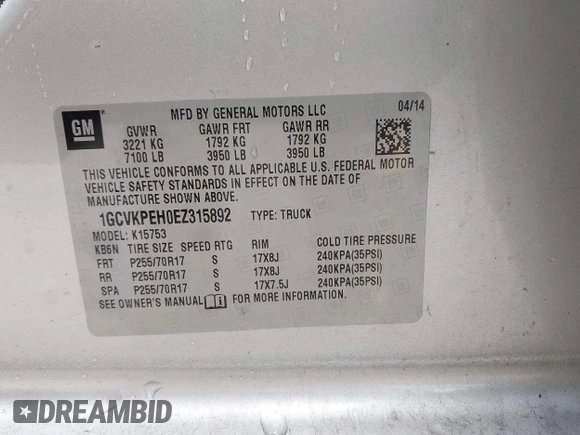 GM
MFD BY GENERAL MOTORS LLC 04/14
GVWR GAWR FRT GAWR RR
3221 KG 1792 KG 1792 KG
7100 LB 3950 LB 3950 LB
THIS VEHICLE CONFORMS TO ALL APPLICABLE U.S. FEDERAL MOTOR
VEHICLE SAFETY STANDARDS IN EFFECT ON THE DATE OF
MANUFACTURE SHOWN ABOVE.
1GCVKPEH0EZ315892 TYPE: TRUCK
MODEL: K15753
KB6N TIRE SIZE SPEED RTG RIM COLD TIRE PRESSURE
FRT P255/70R17 S 17X8J 240KPA(35PSI)
RR P255/70R17 S 17X8J 240KPA(35PSI)
SPA P255/70R17 S 17X7.5J 240KPA(35PSI)
SEE OWNER'S MANUAL FOR MORE INFORMATION
DREAMBID